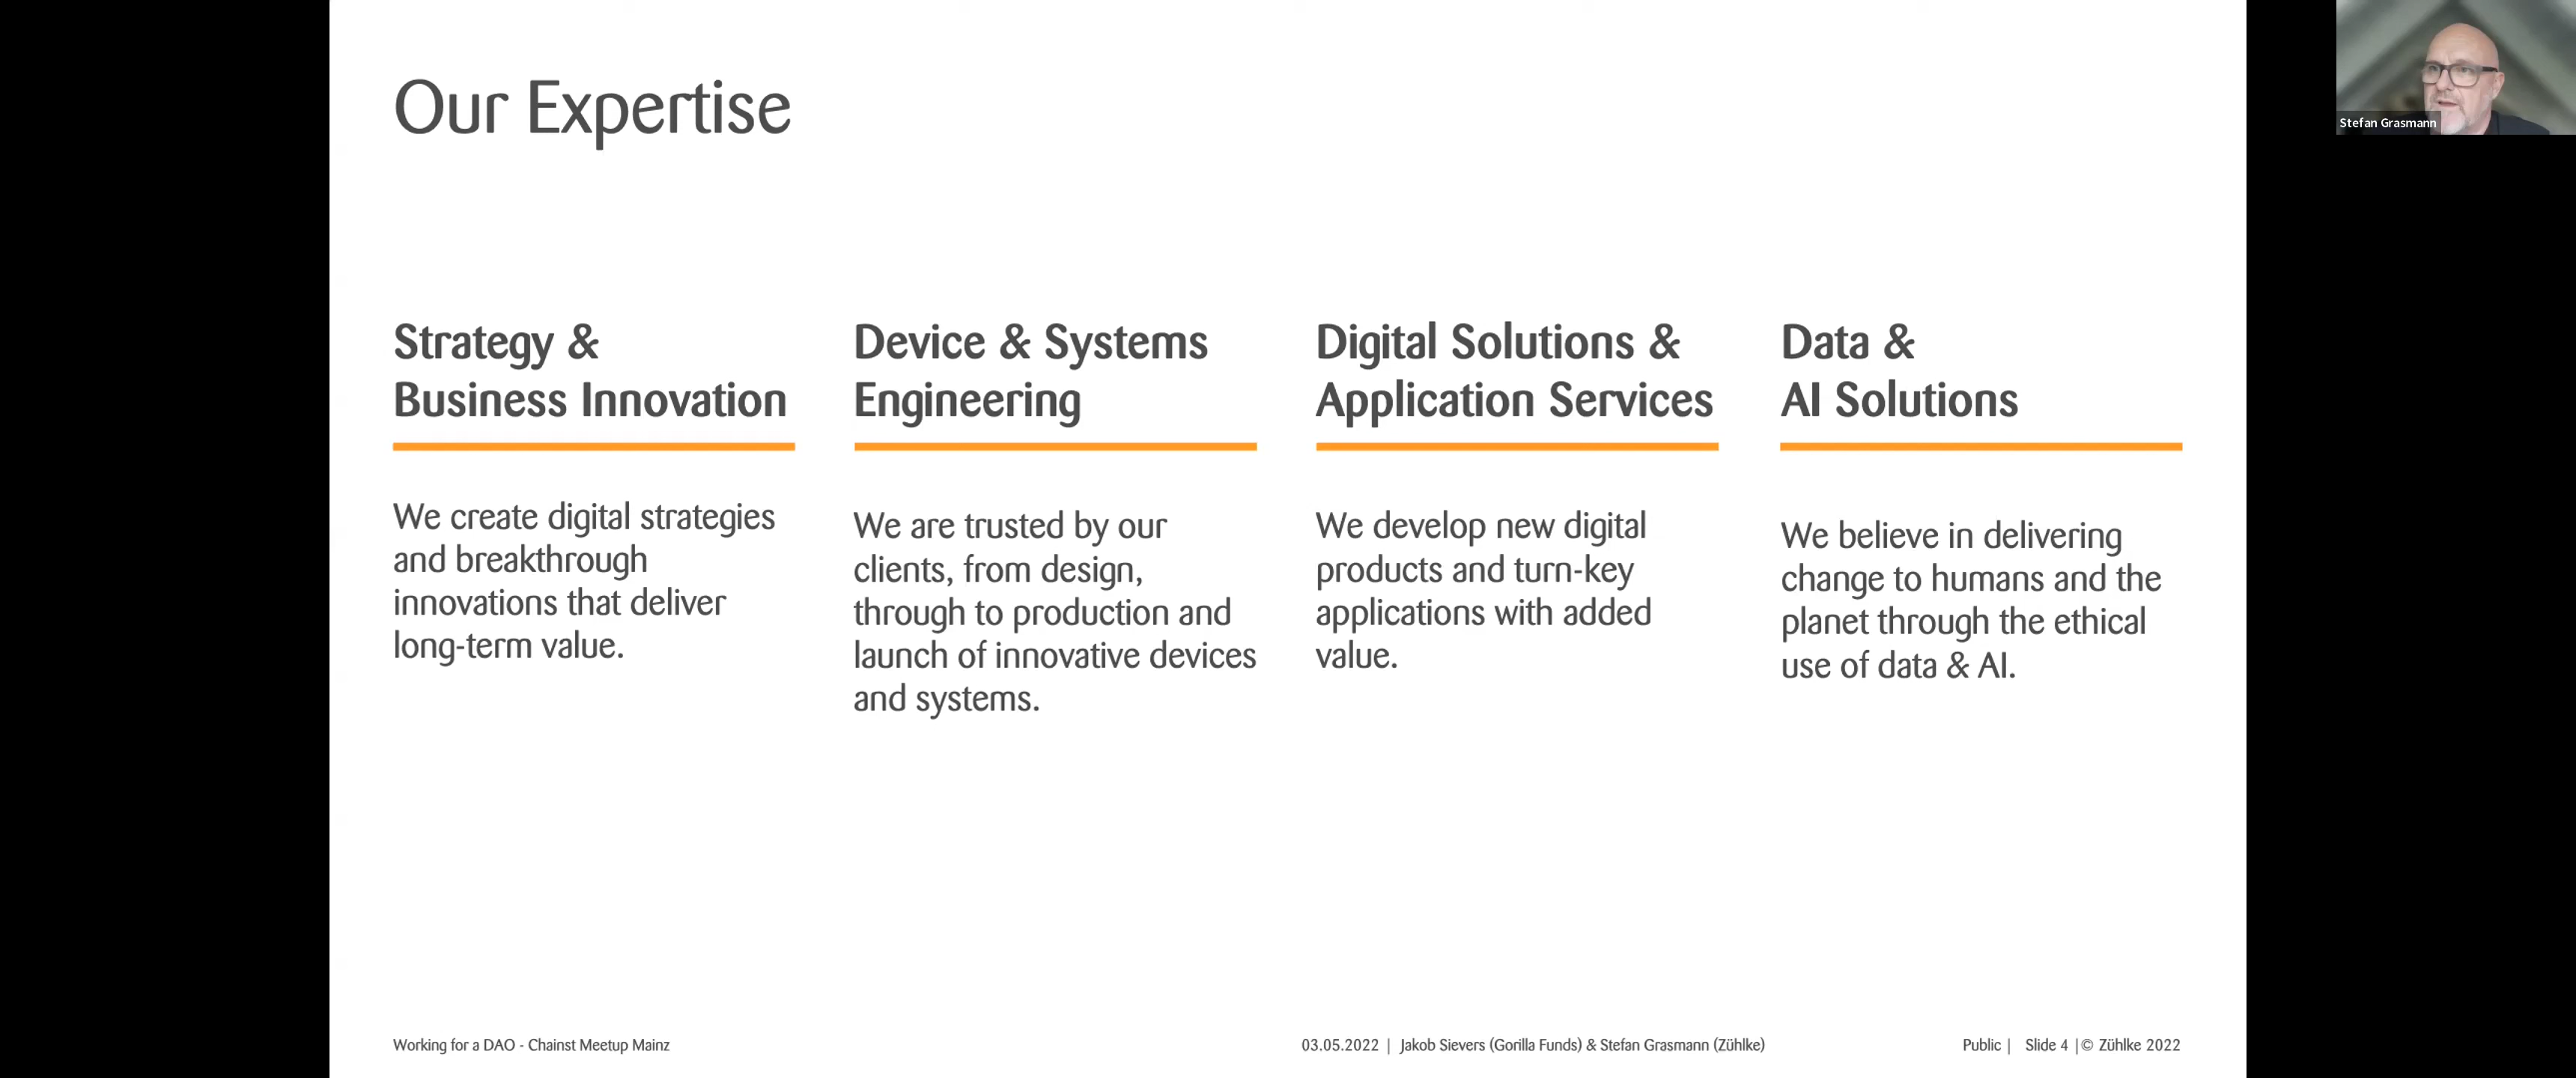 Our Expertise
Strategy &
Business Innovation
We create digital strategies
and breakthrough
innovations that deliver
long-term value.
Device & Systems
Engineering
We are trusted by our
clients, from design,
through to production and
launch of innovative devices
and systems.
Digital Solutions &
Application Services
We develop new digital
products and turn-key
applications with added
value.
Data &
AI Solutions
We believe in delivering
change to humans and the
planet through the ethical
use of data & AI.
Working for a DAO - Chainst Meetup Mainz
03.05.2022 | Jakob Sievers (Gorilla Funds) & Stefan Grasmann (Zühlke)
Public | Slide 4 | © Zühlke 2022
Stefan Grasmann